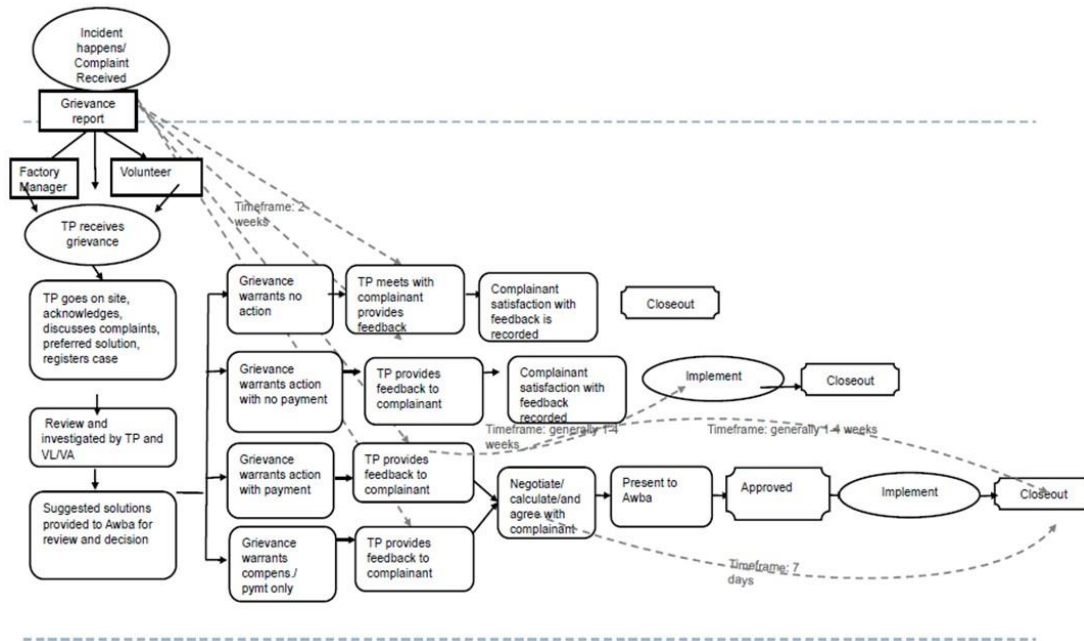 Incident
happens/
Complaint
Received
Grievance
report
Factory
Manager
Volunteer
TP receives
grievance
Timeframe: 2
weeks
TP goes on site,
acknowledges,
discusses complaints,
preferred solution,
registers case
Grievance
warrants no
action
TP meets with
complainant
provides
feedback
Complainant
satisfaction with
feedback is
recorded
Closeout
Grievance
warrants action
with no payment
TP provides
feedback to
complainant
Complainant
satisfaction with
feedback
recorded
Implement
Closeout
Review and
investigated by TP and
VL/VA
Timeframe: generally 1-4
weeks
Timeframe: generally 1-4 weeks
Grievance
warrants action
with payment
TP provides
feedback to
complainant
Negotiate/
calculate/and
agree with
complainant
Present to
Awba
Approved
Implement
Closeout
Suggested solutions
provided to Awba for
review and decision
Grievance
warrants
compens./
pymt only
TP provides
feedback to
complainant
Timeframe: 7
days